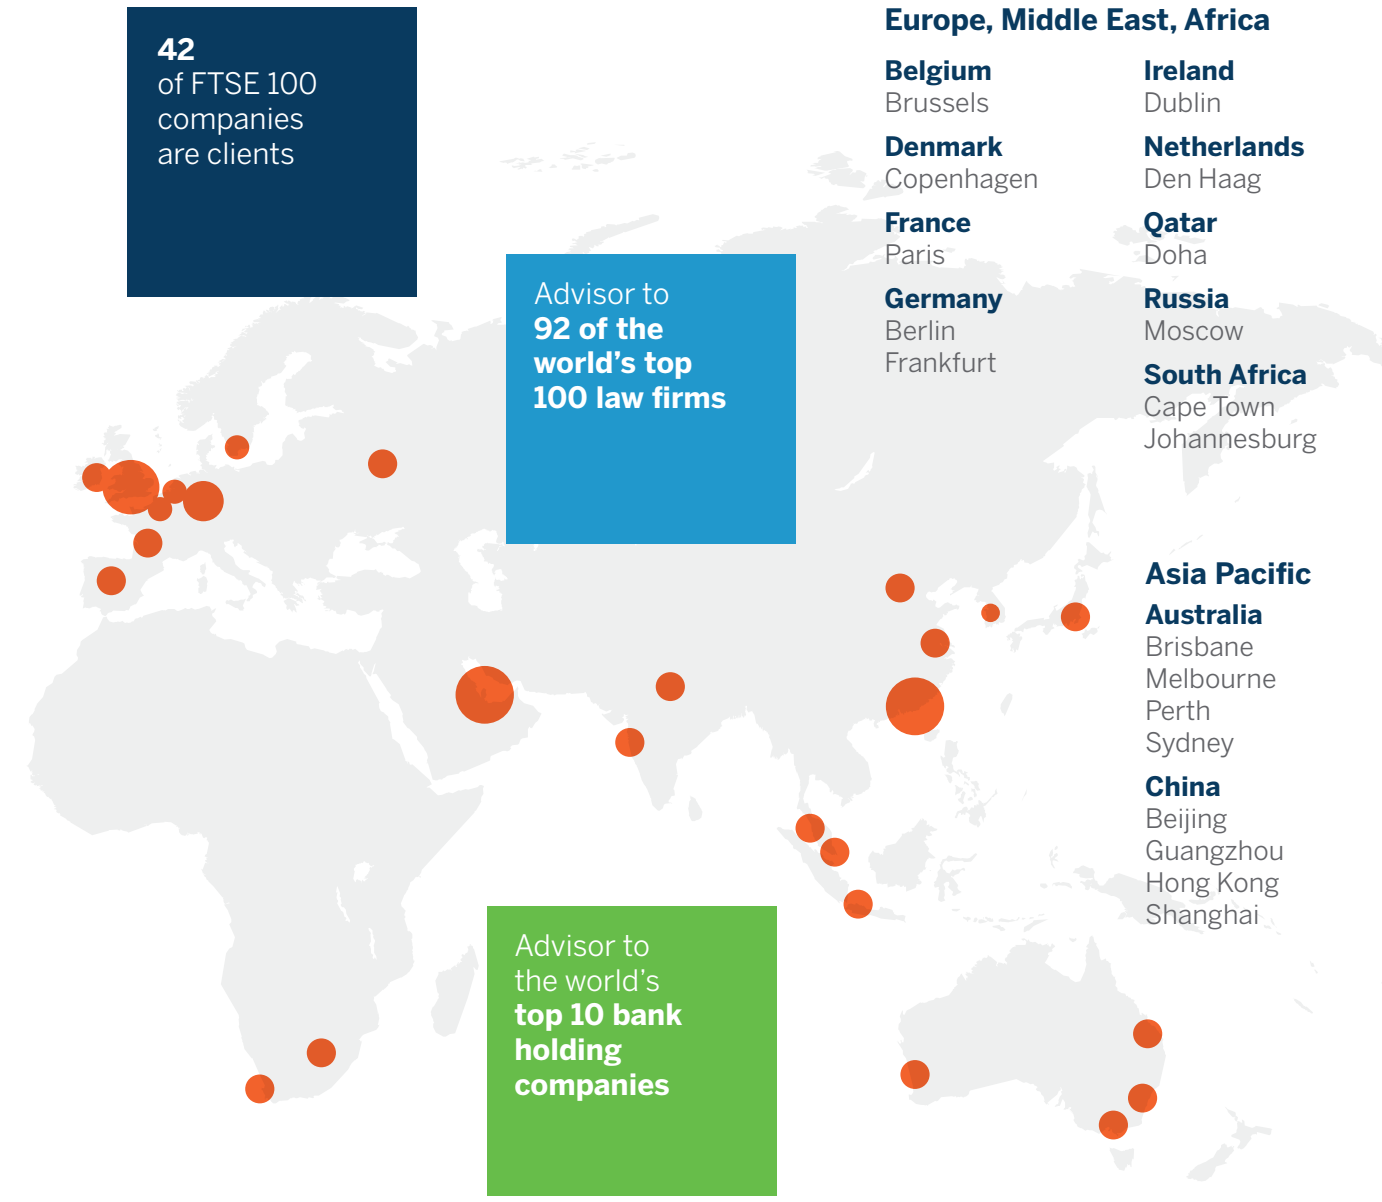 42
of FTSE 100
companies
are clients
Advisor to
92 of the
world's top
100 law firms
Advisor to
the world's
top 10 bank
holding
companies
Europe, Middle East, Africa
Belgium
Brussels
Denmark
Copenhagen
France
Paris
Germany
Berlin
Frankfurt
Ireland
Dublin
Netherlands
Den Haag
Qatar
Doha
Russia
Moscow
South Africa
Cape Town
Johannesburg
Asia Pacific
Australia
Brisbane
Melbourne
Perth
Sydney
China
Beijing
Guangzhou
Hong Kong
Shanghai